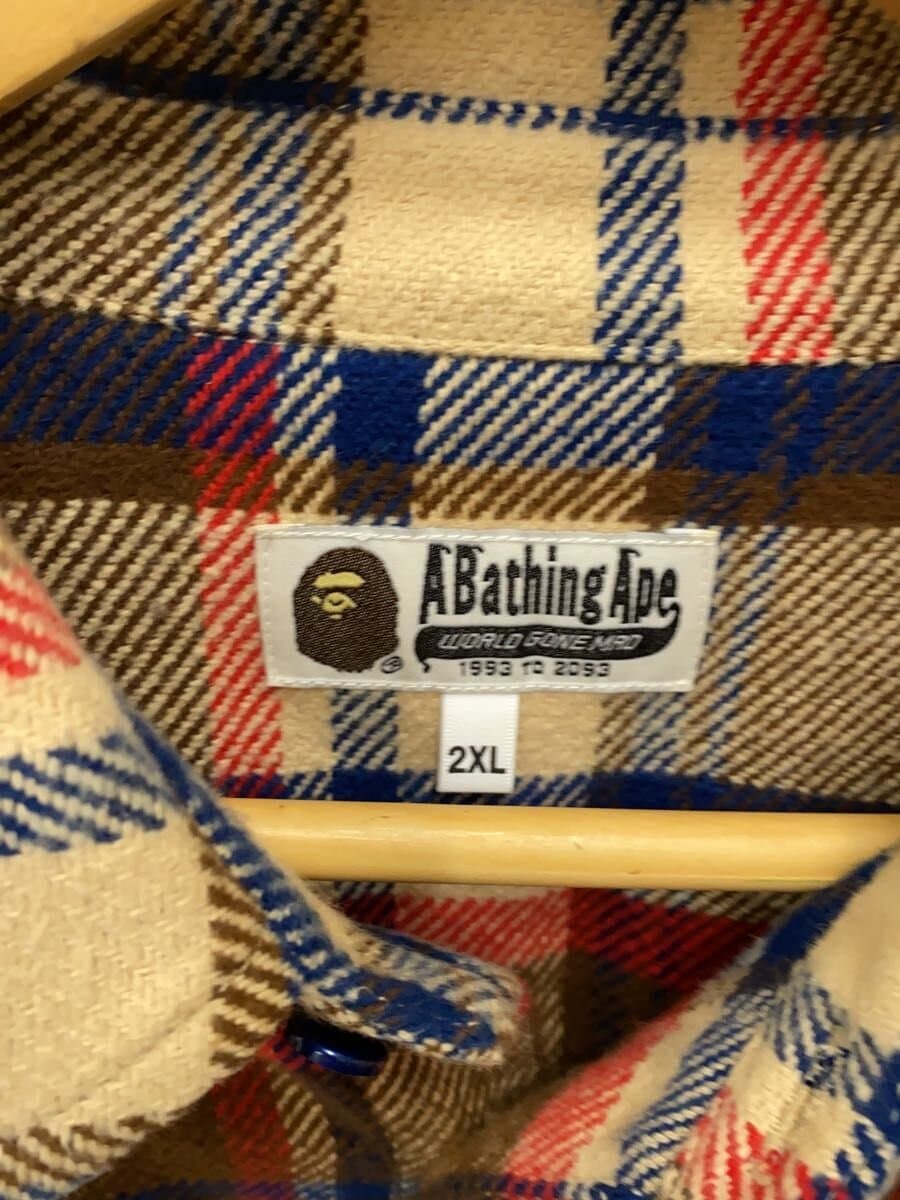 A Bathing Ape
WORLD GONE MAD
1993 TO 2093
®
2XL